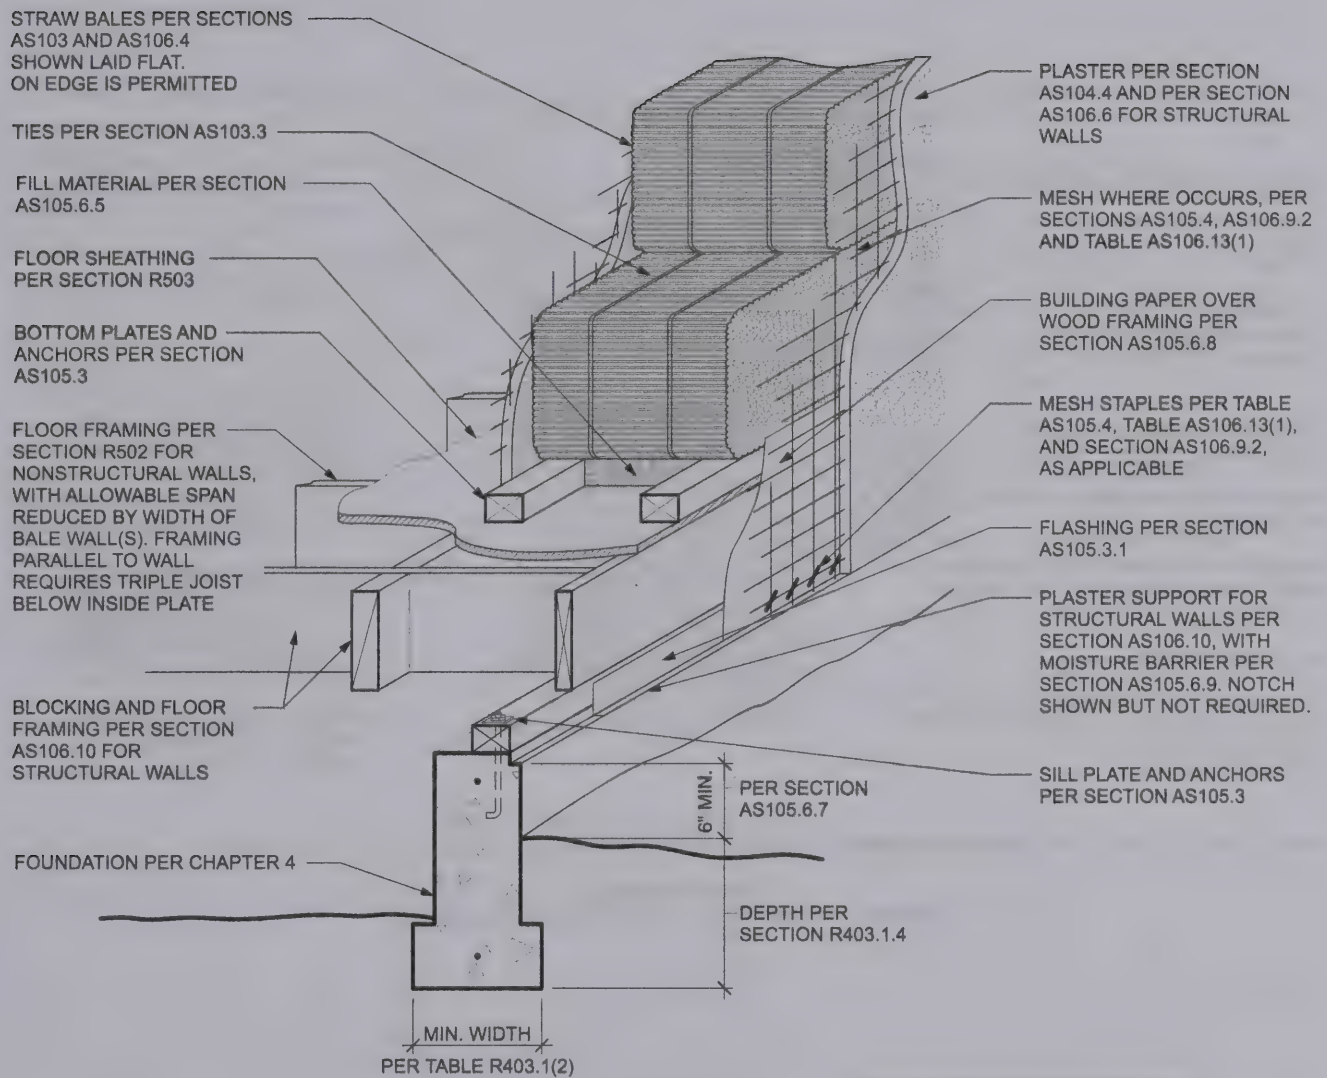 STRAW BALES PER SECTIONS
AS103 AND AS106.4
SHOWN LAID FLAT.
ON EDGE IS PERMITTED
TIES PER SECTION AS103.3
FILL MATERIAL PER SECTION
AS105.6.5
FLOOR SHEATHING
PER SECTION R503
BOTTOM PLATES AND
ANCHORS PER SECTION
AS105.3
FLOOR FRAMING PER
SECTION R502 FOR
NONSTRUCTURAL WALLS,
WITH ALLOWABLE SPAN
REDUCED BY WIDTH OF
BALE WALL(S). FRAMING
PARALLEL TO WALL
REQUIRES TRIPLE JOIST
BELOW INSIDE PLATE
BLOCKING AND FLOOR
FRAMING PER SECTION
AS106.10 FOR
STRUCTURAL WALLS
FOUNDATION PER CHAPTER 4
PLASTER PER SECTION
AS104.4 AND PER SECTION
AS106.6 FOR STRUCTURAL
WALLS
MESH WHERE OCCURS, PER
SECTIONS AS105.4, AS106.9.2
AND TABLE AS106.13(1)
BUILDING PAPER OVER
WOOD FRAMING PER
SECTION AS105.6.8
MESH STAPLES PER TABLE
AS105.4, TABLE AS106.13(1),
AND SECTION AS106.9.2,
AS APPLICABLE
FLASHING PER SECTION
AS105.3.1
PLASTER SUPPORT FOR
STRUCTURAL WALLS PER
SECTION AS106.10, WITH
MOISTURE BARRIER PER
SECTION AS105.6.9. NOTCH
SHOWN BUT NOT REQUIRED.
SILL PLATE AND ANCHORS
PER SECTION AS105.3
6" MIN.
PER SECTION
AS105.6.7
DEPTH PER
SECTION R403.1.4
MIN. WIDTH
PER TABLE R403.1(2)